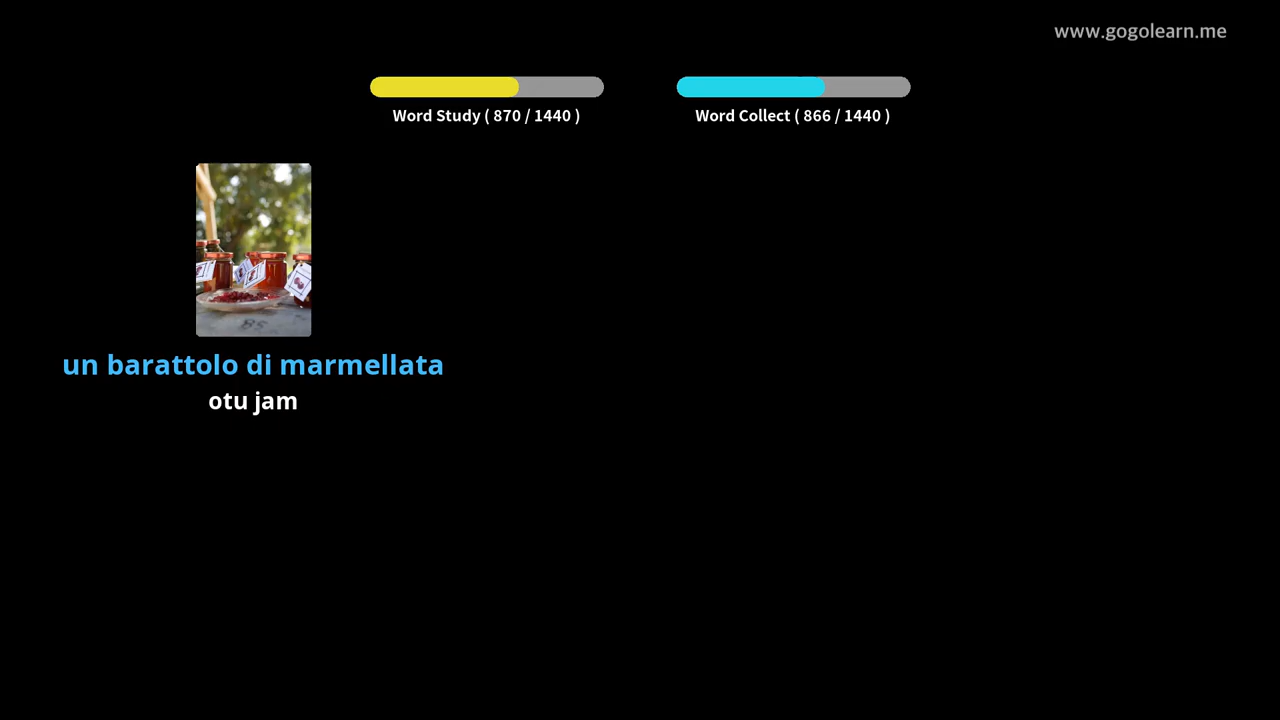 www.gogolearn.me
Word Study ( 870 / 1440 )
Word Collect ( 866 / 1440 )
un barattolo di marmellata
otu jam